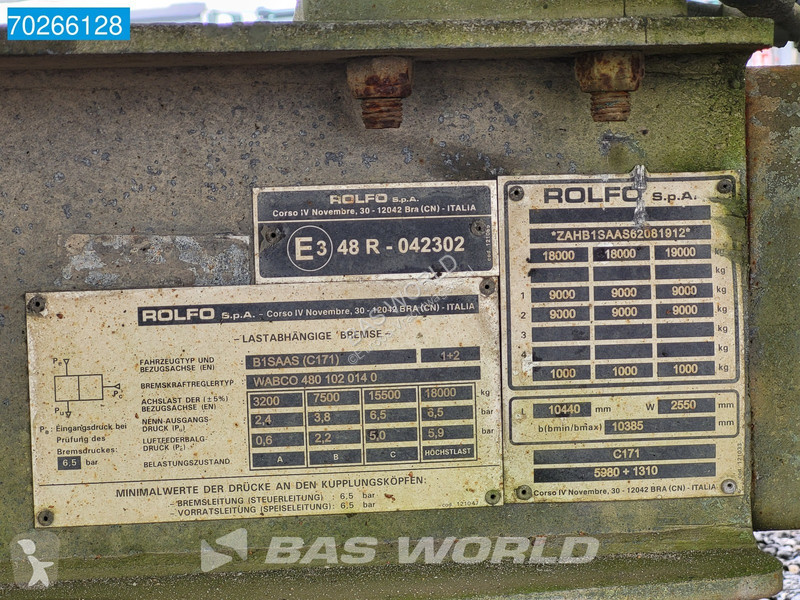 70266128
ROLFO S.p.A.
Corso IV Novembre, 30 - 12042 Bra (CN) - ITALIA
E3 48 R - 042302
ROLFO S.p.A. - Corso IV Novembre, 30 - 12042 BRA (CN) - ITALIA
- LASTABHÄNGIGE BREMSE -
FAHRZEUGTYP UND BEZUGSACHSE (EN) B1SAAS (C171) 1+2
BREMSKRAFTREGLERTYP WABCO 480 102 014 0
ACHSLAST DER (±5%) BEZUGSACHSE (EN) 3200 7500 15500 18000 kg
NENN-AUSGANGS-DRUCK 2,4 3,8 6,5 6,5 bar
LUFTFEDERBALG-DRUCK 0,6 2,2 5,0 5,9 bar
BELASTUNGSZUSTAND A B C HÖCHSTLAST
: Eingangsdruck bei
Prüfung des
Bremsdruckes:
6.5 bar
MINIMALWERTE DER DRÜCKE AN DEN KUPPLUNGSKÖPFEN:
- BREMSLEITUNG (STEUERLEITUNG) : 6.5 bar
- VORRATSLEITUNG (SPEISELEITUNG) : 6,5 bar
ROLFO S.p.A.
*ZAHB1SAAS62081912*
18000 18000 19000 kg
kg
1 9000 9000 9000 kg
2 9000 9000 9000 kg
3 kg
4 kg
1000 1000 1000 kg
L 10440 mm W 2550 mm
b(bmin/bmax) 10385 mm
C171
5980 + 1310
Corso IV Novembre, 30 - 12042 BRA (CN) - ITALIA
BAS WORLD